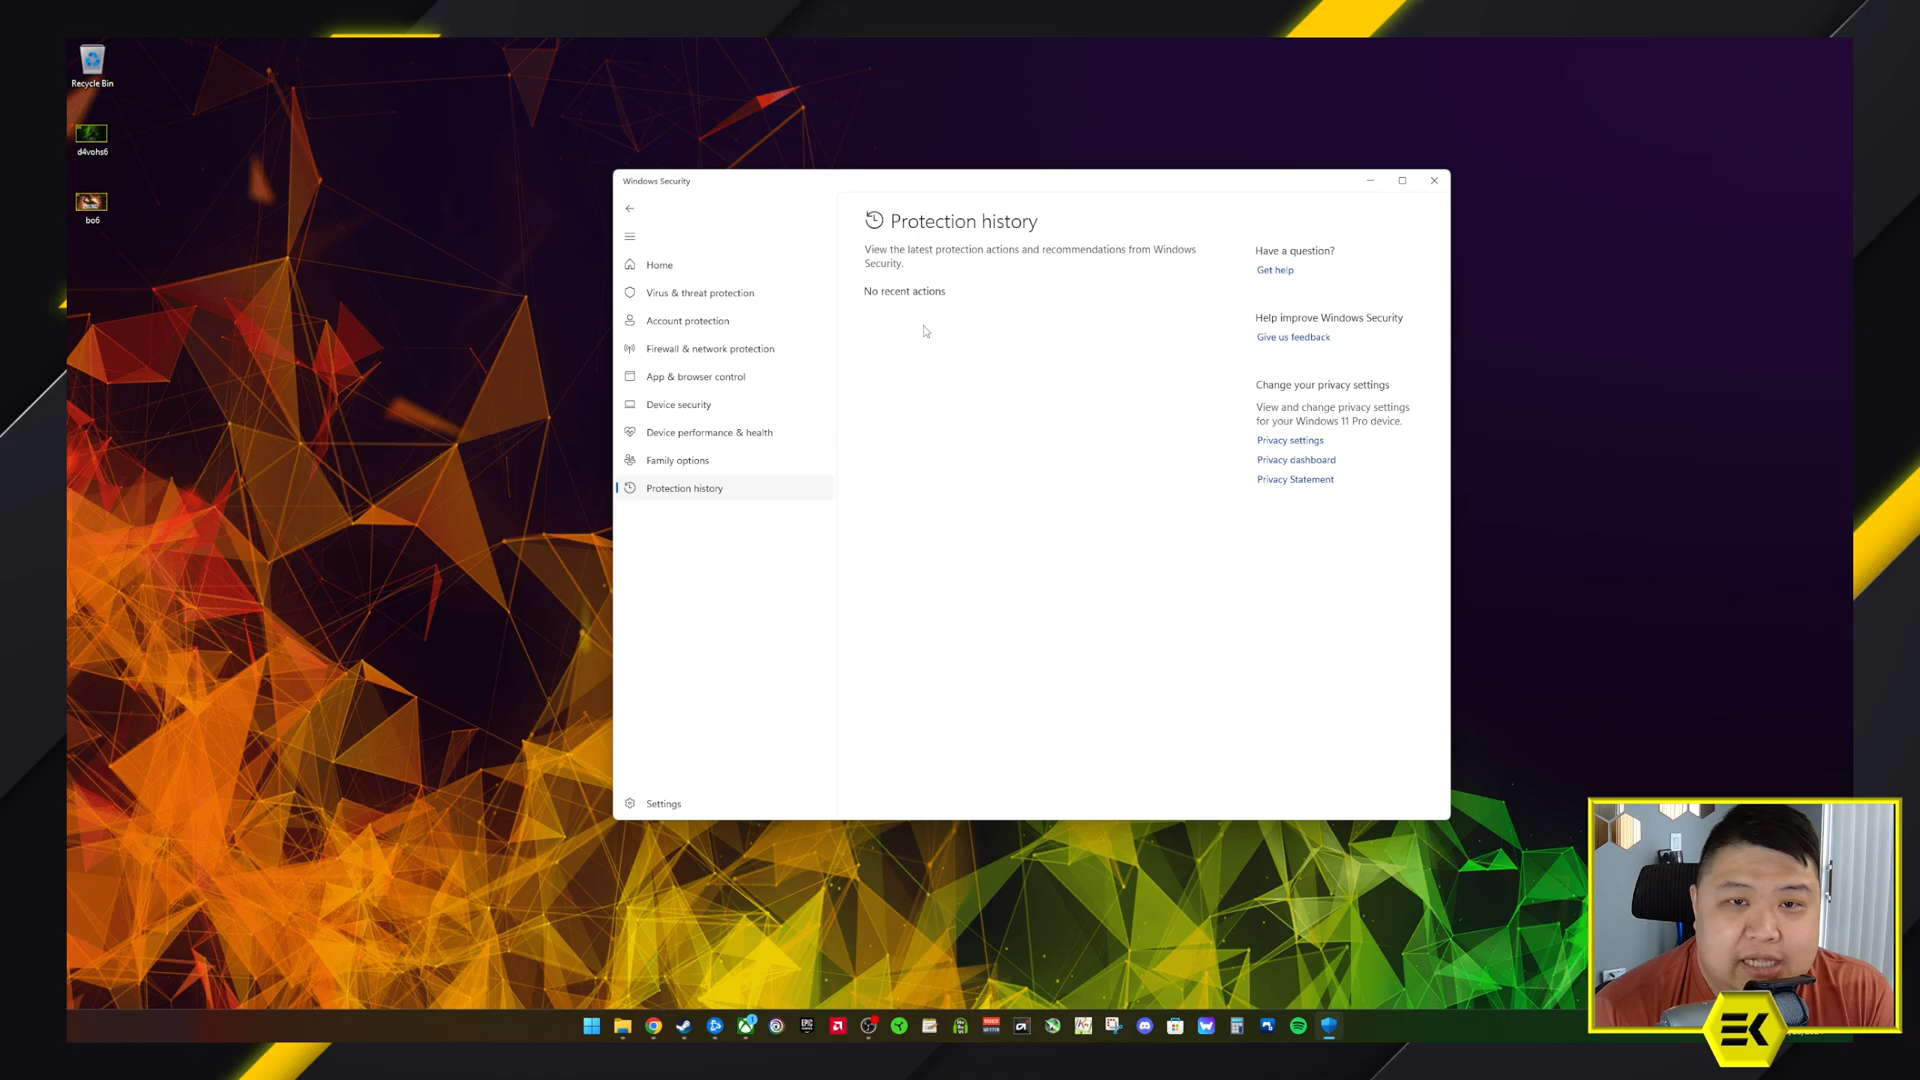 Recycle Bin
d4vohs6
bo6
Windows Security
Home
Virus & threat protection
Account protection
Firewall & network protection
App & browser control
Device security
Device performance & health
Family options
Protection history
Settings
Protection history
View the latest protection actions and recommendations from Windows
Security.
No recent actions
Have a question?
Get help
Help improve Windows Security
Give us feedback
Change your privacy settings
View and change privacy settings
for your Windows 11 Pro device.
Privacy settings
Privacy dashboard
Privacy Statement
EPIC
EK